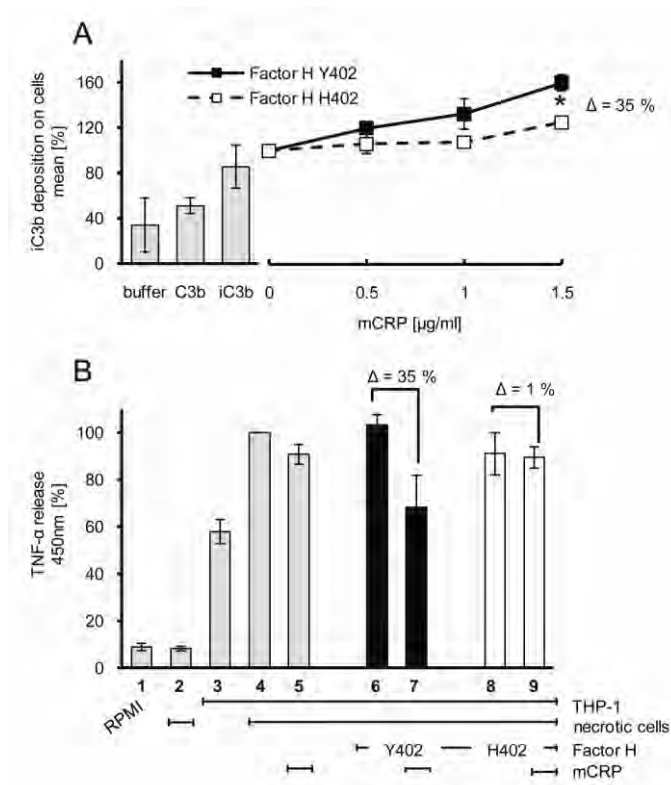 A
Factor H Y402
Factor H H402
iC3b deposition on cells
mean [%]
160
120
80
40
0
*
Δ = 35 %
buffer C3b iC3b
0 0.5 1 1.5
mCRP [µg/ml]
B
Δ = 35 %
Δ = 1 %
TNF-α release
450nm [%]
100
80
60
40
20
0
1 2 3 4 5 6 7 8 9
RPMI
THP-1
necrotic cells
Y402 H402 Factor H
mCRP